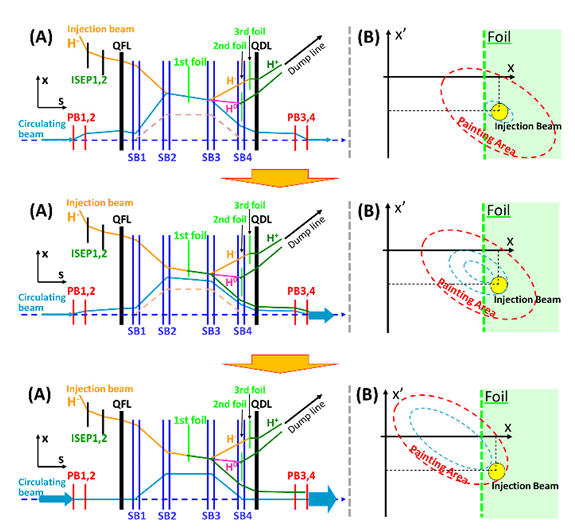 (A)
Injection beam
H⁻
ISEP1,2
QFL
1st foil
3rd foil
2nd foil
QDL
H⁺
Dump line
H⁻
H⁰
x
s
Circulating beam
PB1,2
SB1
SB2
SB3
SB4
PB3,4
(B)
x'
Foil
x
Injection Beam
Painting Area
(A)
Injection beam
H⁻
ISEP1,2
QFL
1st foil
3rd foil
2nd foil
QDL
H⁺
Dump line
H⁻
H⁰
x
s
Circulating beam
PB1,2
SB1
SB2
SB3
SB4
PB3,4
(B)
x'
Foil
X
Injection Beam
Painting Area
(A)
Injection beam
H⁻
ISEP1,2
QFL
1st foil
3rd foil
2nd foil
QDL
H⁺
Dump line
H⁻
H⁰
x
s
Circulating beam
PB1,2
SB1
SB2
SB3
SB4
PB3,4
(B)
x'
Foil
X
Injection Beam
Painting Area